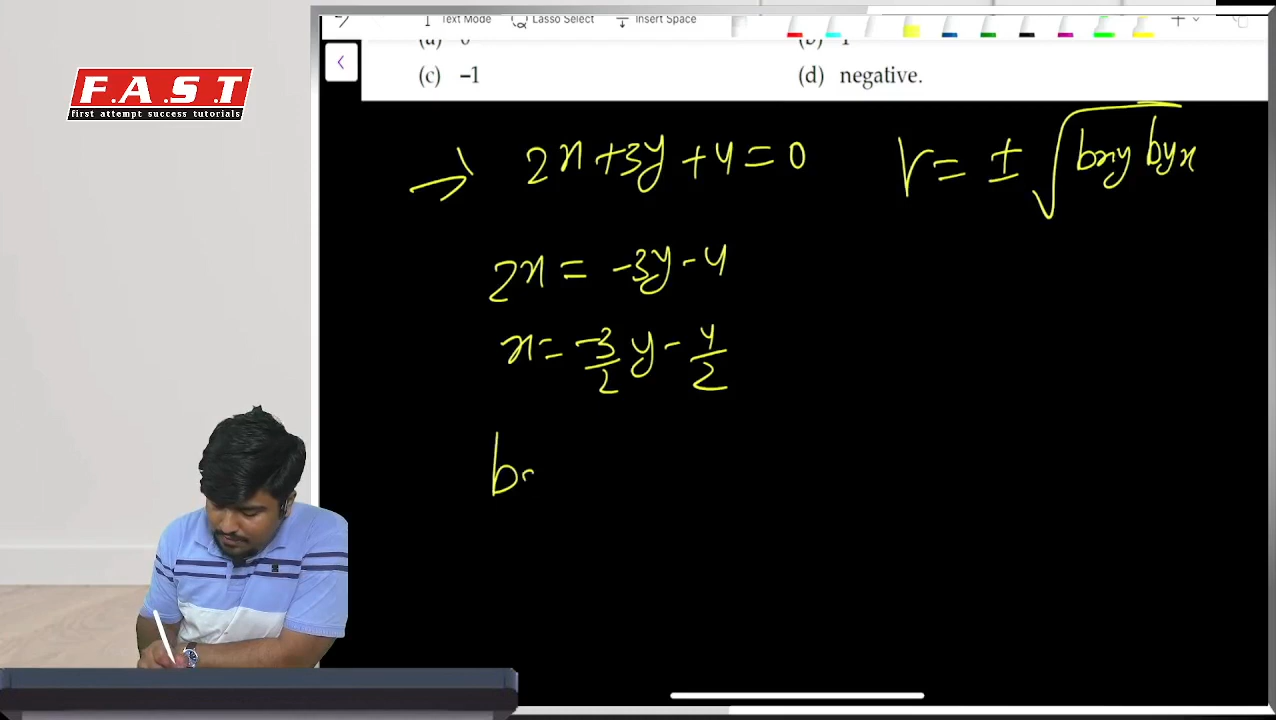 Text Mode Lasso Select Insert Space
(c) –1 (d) negative.
F.A.S.T
first attempt success tutorials
→ 2x + 3y + 4 = 0 r = ± √bxy byx
2x = -3y - 4
x = -3/2 y - 4/2
b